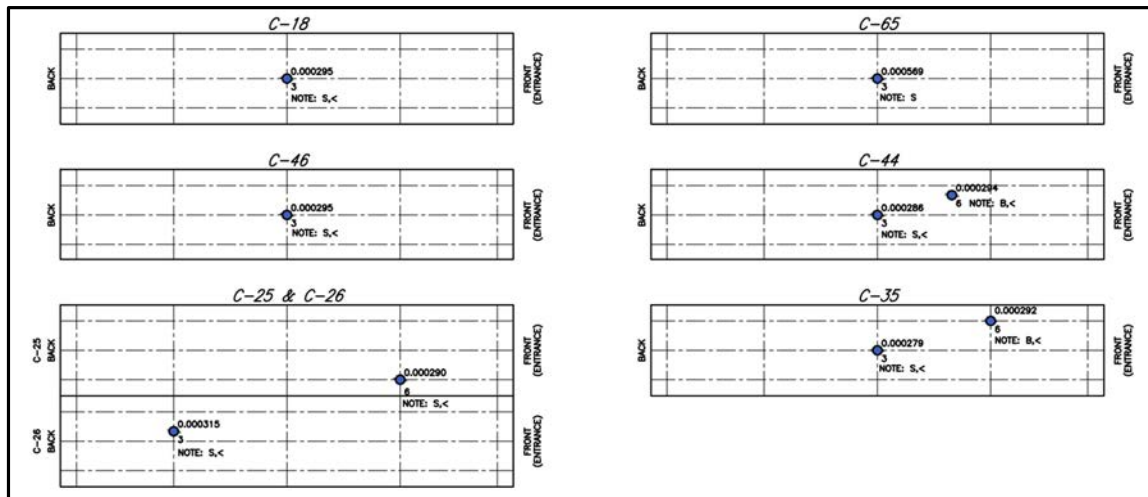 C-18
BACK
0.000295
3
NOTE: S,<
FRONT
(ENTRANCE)
C-65
BACK
0.000569
3
NOTE: S
FRONT
(ENTRANCE)
C-46
BACK
0.000295
3
NOTE: S,<
FRONT
(ENTRANCE)
C-44
BACK
0.000294
6 NOTE: B,<
0.000286
3
NOTE: S,<
FRONT
(ENTRANCE)
C-25 & C-26
C-25
BACK
0.000290
6
NOTE: S,<
FRONT
(ENTRANCE)
C-26
BACK
0.000315
3
NOTE: S,<
FRONT
(ENTRANCE)
C-35
BACK
0.000292
6
NOTE: B,<
0.000279
3
NOTE: S,<
FRONT
(ENTRANCE)